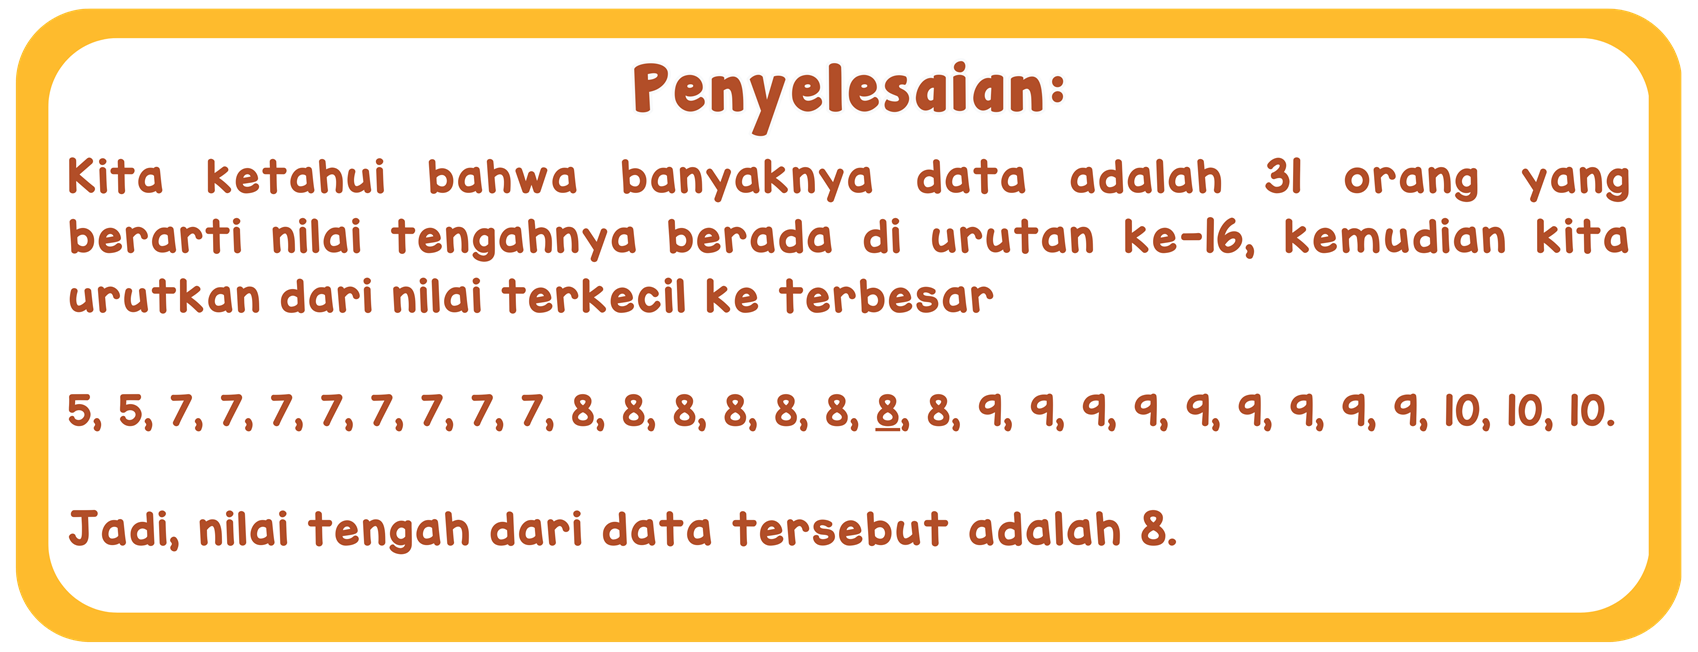 Penyelesaian:
Kita ketahui bahwa banyaknya data adalah 31 orang yang
berarti nilai tengahnya berada di urutan ke-16, kemudian kita
urutkan dari nilai terkecil ke terbesar
5, 5, 7, 7, 7, 7, 7, 7, 7, 7, 8, 8, 8, 8, 8, 8, 8, 8, 9, 9, 9, 9, 9, 9, 9, 9, 9, 10, 10, 10.
Jadi, nilai tengah dari data tersebut adalah 8.